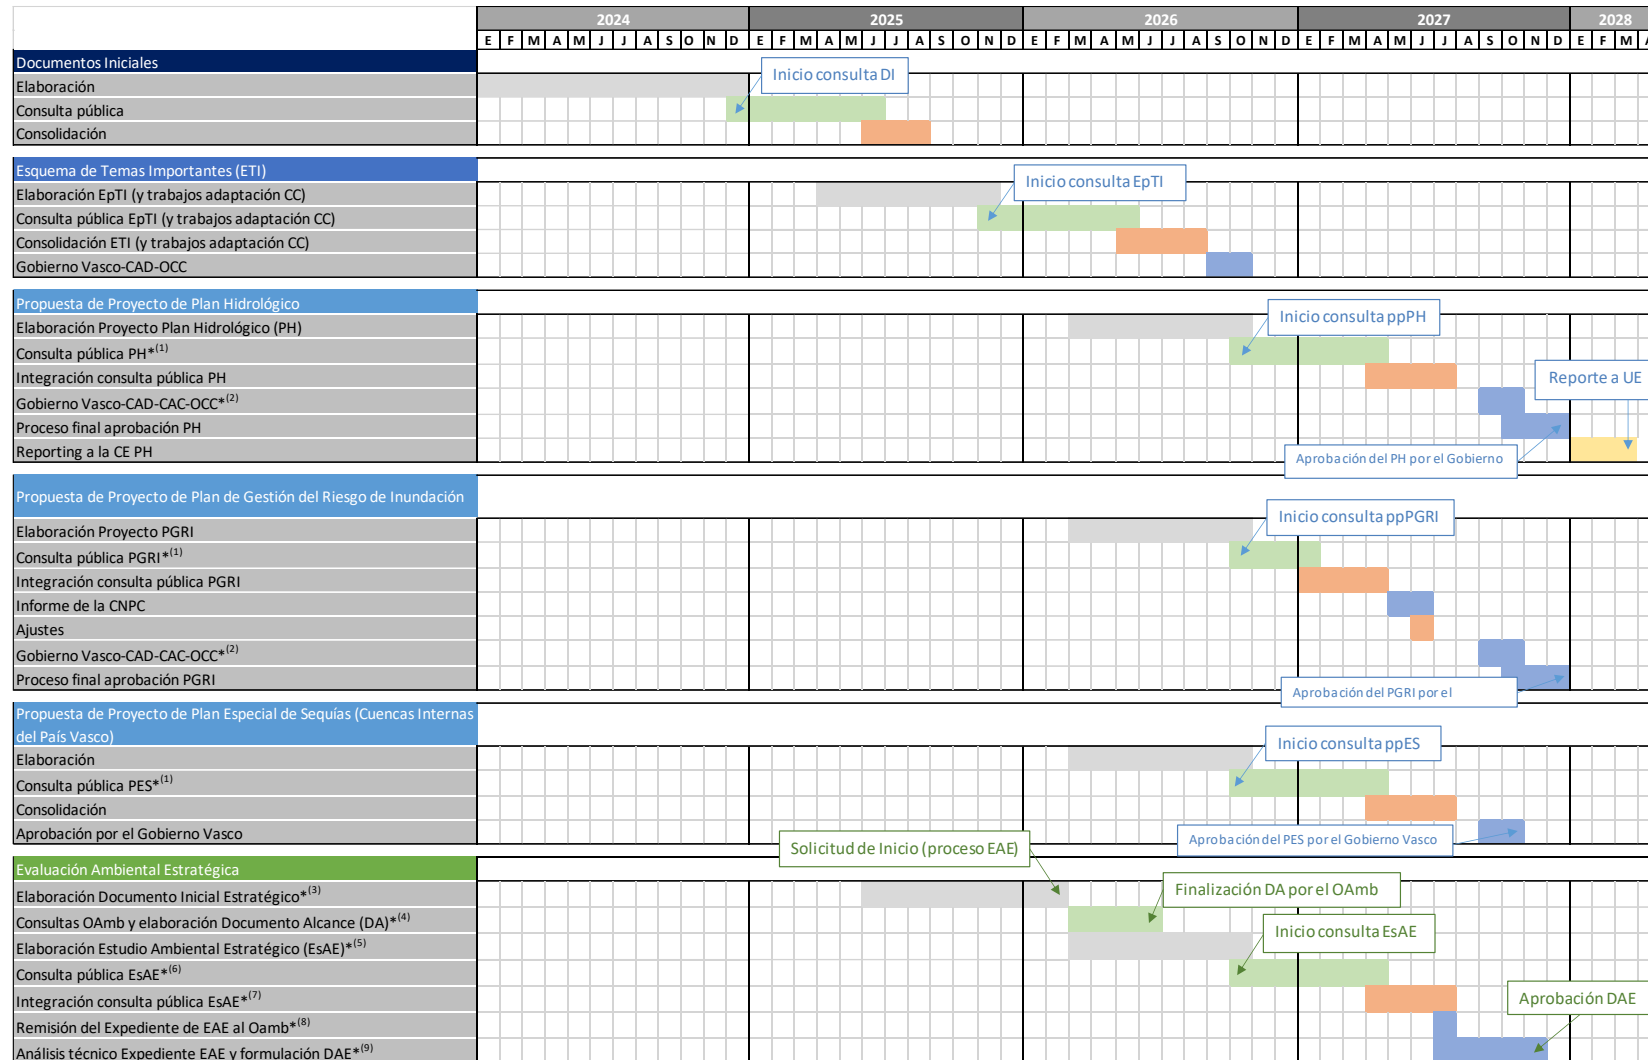 2024 2025 2026 2027 2028
E F M A M J J A S O N D E F M A M J J A S O N D E F M A M J J A S O N D E F M A M J J A S O N D E F M A
Documentos Iniciales
Inicio consulta DI
Elaboración
Consulta pública
Consolidación
Esquema de Temas Importantes (ETI)
Inicio consulta EpTI
Elaboración EpTI (y trabajos adaptación CC)
Consulta pública EpTI (y trabajos adaptación CC)
Consolidación ETI (y trabajos adaptación CC)
Gobierno Vasco-CAD-OCC
Propuesta de Proyecto de Plan Hidrológico
Inicio consulta ppPH
Elaboración Proyecto Plan Hidrológico (PH)
Consulta pública PH*(1)
Integración consulta pública PH
Reporte a UE
Gobierno Vasco-CAD-CAC-OCC*(2)
Proceso final aprobación PH
Reporting a la CE PH
Aprobación del PH por el Gobierno
Propuesta de Proyecto de Plan de Gestión del Riesgo de Inundación
Inicio consulta ppPGRI
Elaboración Proyecto PGRI
Consulta pública PGRI*(1)
Integración consulta pública PGRI
Informe de la CNPC
Ajustes
Gobierno Vasco-CAD-CAC-OCC*(2)
Proceso final aprobación PGRI
Aprobación del PGRI por el
Propuesta de Proyecto de Plan Especial de Sequías (Cuencas Internas
del País Vasco)
Inicio consulta ppES
Elaboración
Consulta pública PES*(1)
Consolidación
Aprobación por el Gobierno Vasco
Aprobación del PES por el Gobierno Vasco
Solicitud de Inicio (proceso EAE)
Evaluación Ambiental Estratégica
Elaboración Documento Inicial Estratégico*(3)
Finalización DA por el OAmb
Consultas OAmb y elaboración Documento Alcance (DA)*(4)
Inicio consulta EsAE
Elaboración Estudio Ambiental Estratégico (EsAE)*(5)
Consulta pública EsAE*(6)
Integración consulta pública EsAE*(7)
Aprobación DAE
Remisión del Expediente de EAE al Oamb*(8)
Análisis técnico Expediente EAE y formulación DAE*(9)